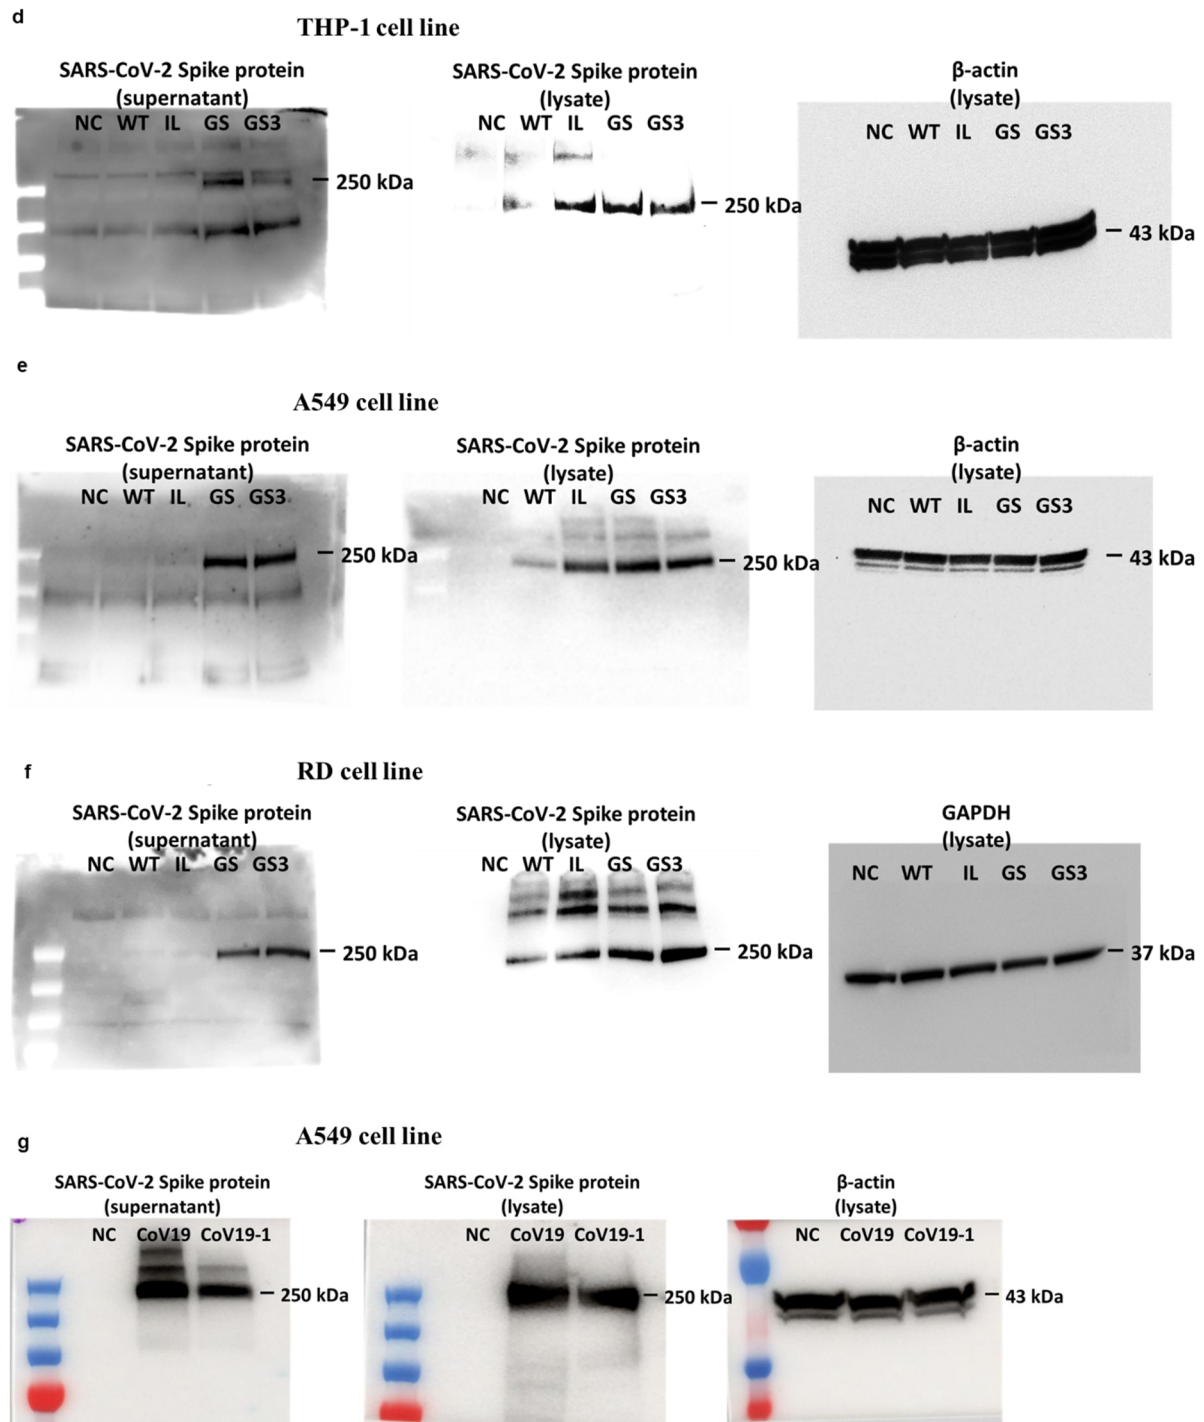 d
THP-1 cell line
SARS-CoV-2 Spike protein
(supernatant)
NC WT IL GS GS3
250 kDa
SARS-CoV-2 Spike protein
(lysate)
NC WT IL GS GS3
250 kDa
β-actin
(lysate)
NC WT IL GS GS3
43 kDa
e
A549 cell line
SARS-CoV-2 Spike protein
(supernatant)
NC WT IL GS GS3
250 kDa
SARS-CoV-2 Spike protein
(lysate)
NC WT IL GS GS3
250 kDa
β-actin
(lysate)
NC WT IL GS GS3
43 kDa
f
RD cell line
SARS-CoV-2 Spike protein
(supernatant)
NC WT IL GS GS3
250 kDa
SARS-CoV-2 Spike protein
(lysate)
NC WT IL GS GS3
250 kDa
GAPDH
(lysate)
NC WT IL GS GS3
37 kDa
g
A549 cell line
SARS-CoV-2 Spike protein
(supernatant)
NC CoV19 CoV19-1
250 kDa
SARS-CoV-2 Spike protein
(lysate)
NC CoV19 CoV19-1
250 kDa
β-actin
(lysate)
NC CoV19 CoV19-1
43 kDa